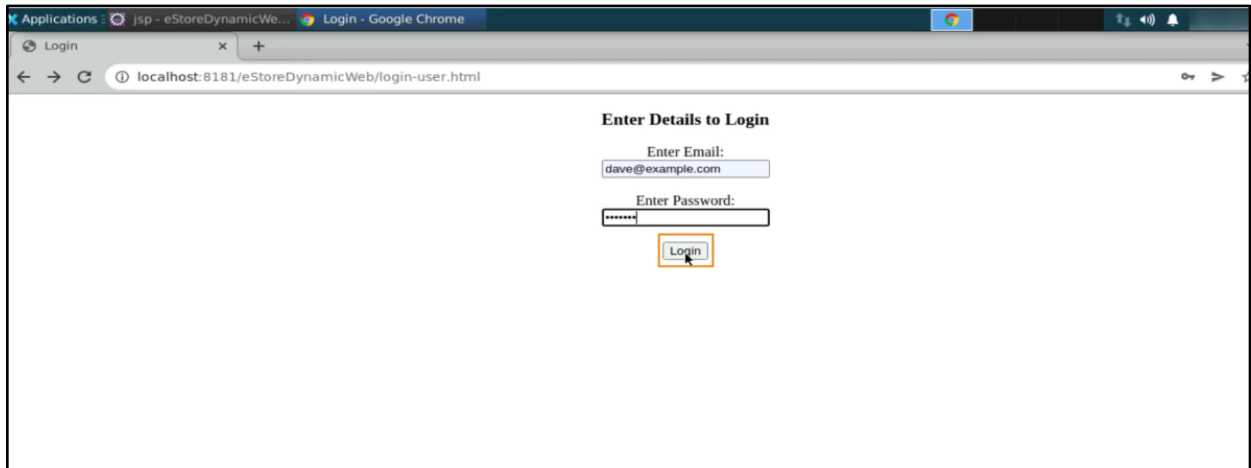 Applications : jsp - eStoreDynamicWe... Login - Google Chrome
Login
localhost:8181/eStoreDynamicWeb/login-user.html
Enter Details to Login
Enter Email:
dave@example.com
Enter Password:
•••••••
Login